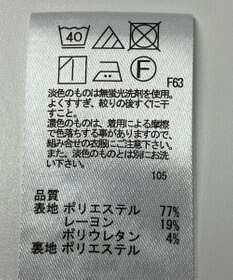 40
F
F63
淡色のものは無蛍光洗剤を使用。
よくすすぎ、絞りの後すぐに干
すこと。
濃色のものは、着用による摩擦
で色落ちする事がありますので、
組み合せの衣服にご注意下さい。
また、淡色のものとは別にお洗い
下さい。
105
品質
表地 ポリエステル 77%
レーヨン 19%
ポリウレタン 4%
裏地 ポリエステル